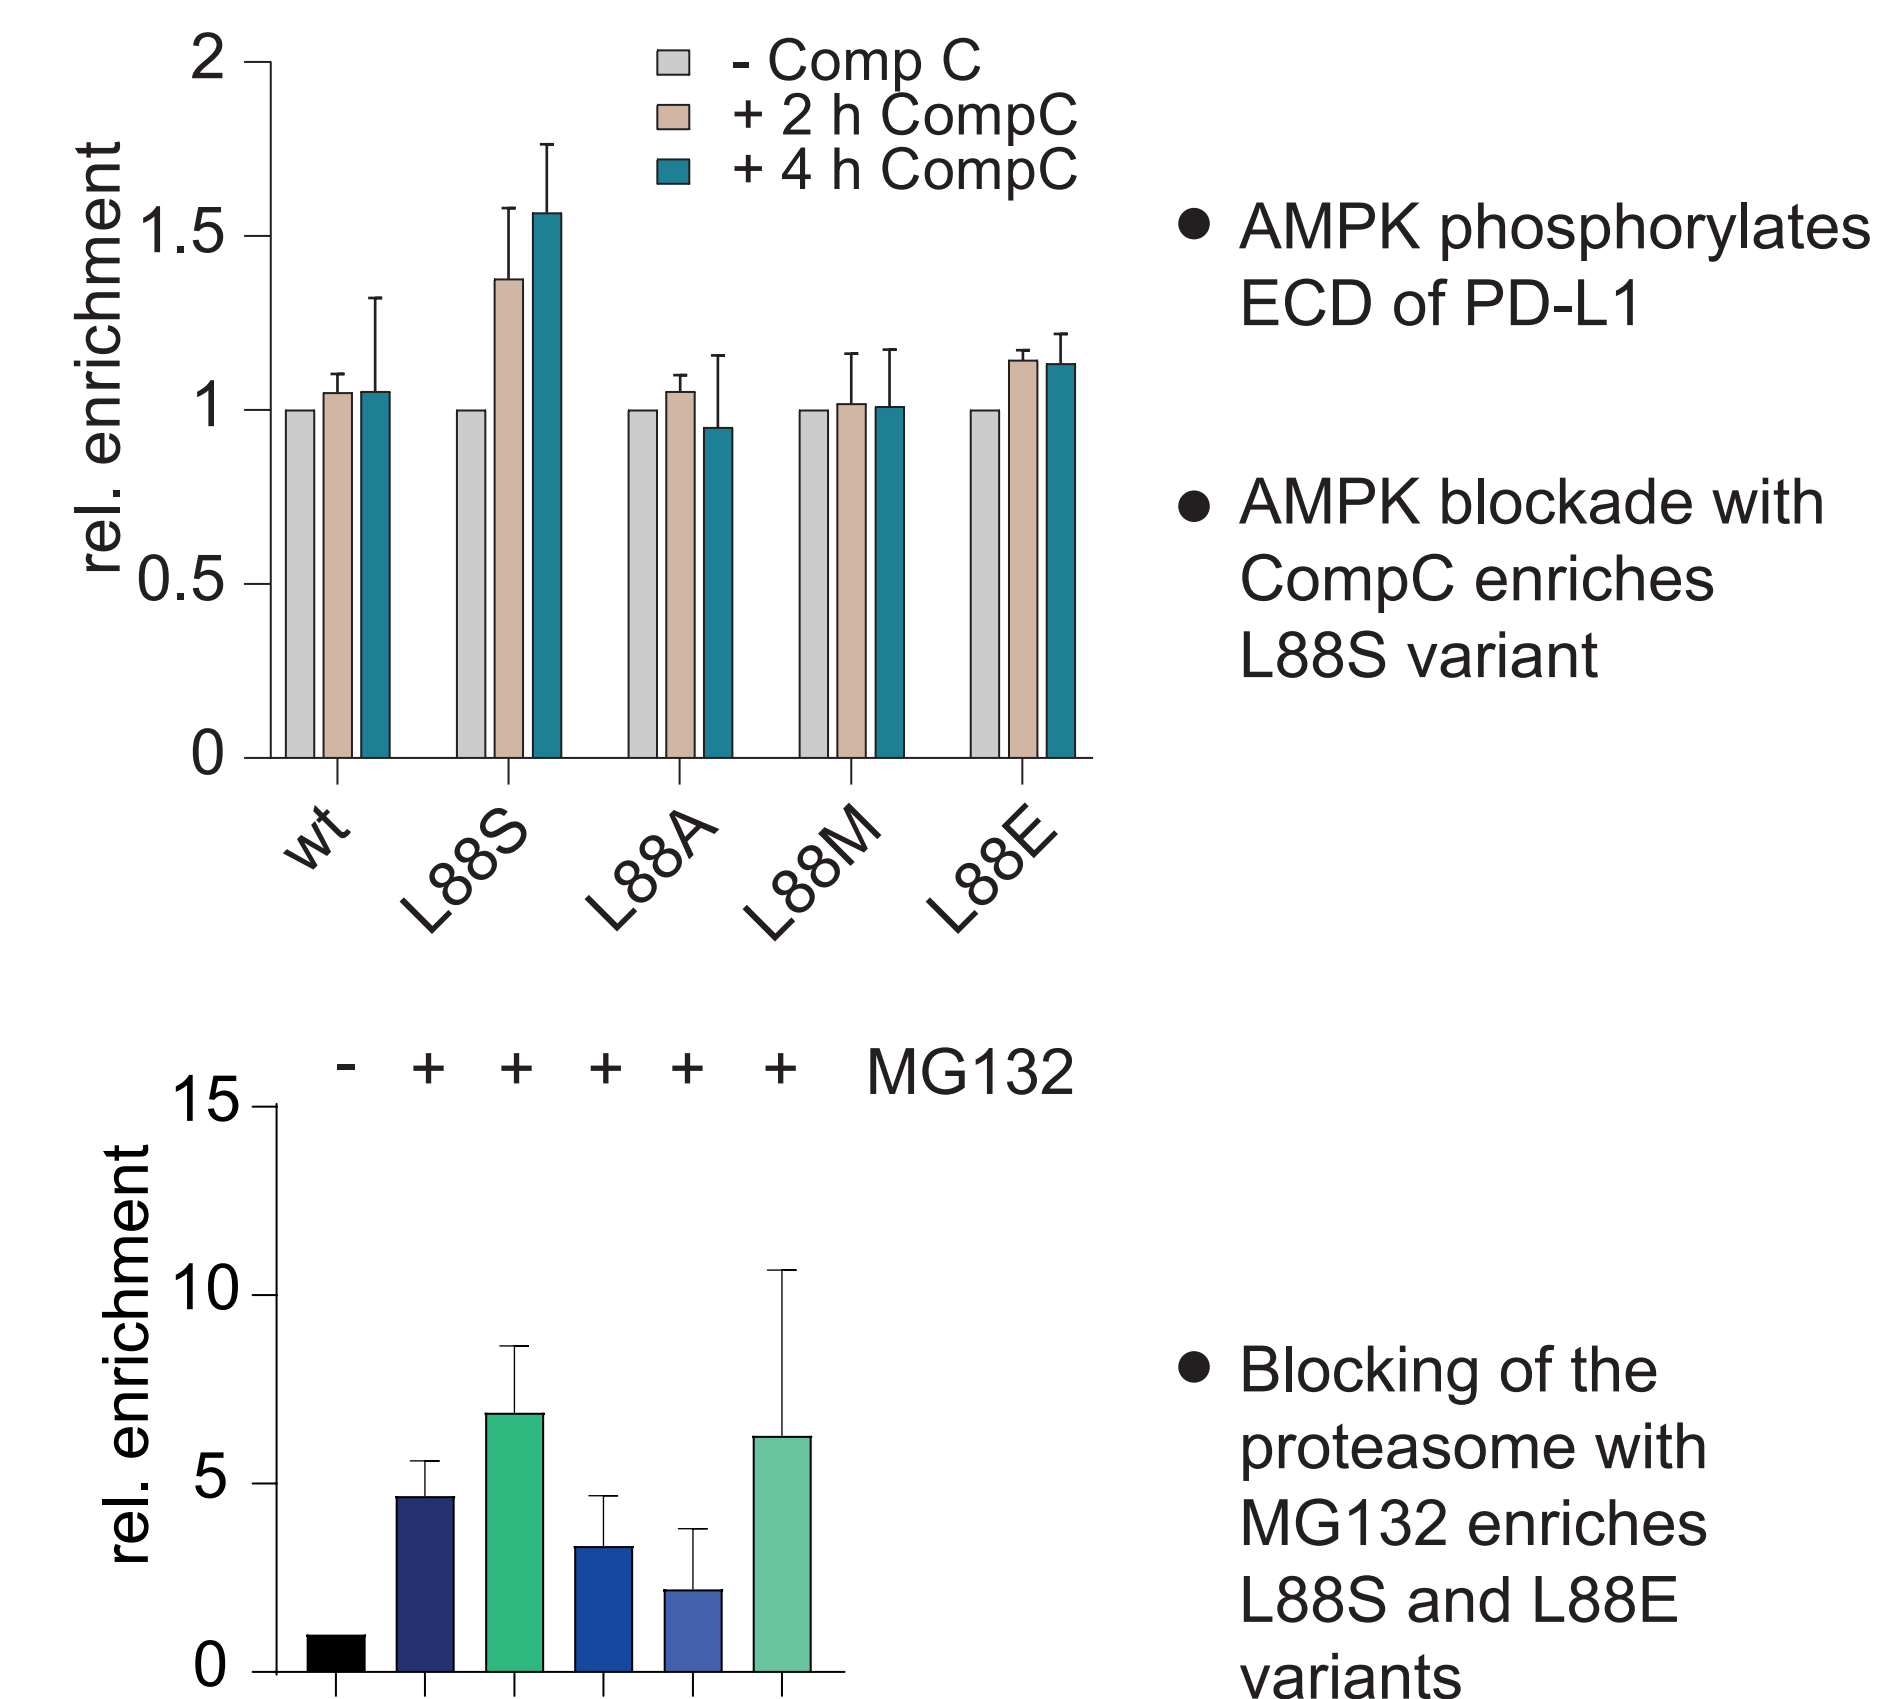 2
1.5
1
0.5
0
rel. enrichment
- Comp C
+ 2 h CompC
+ 4 h CompC
wt
L88S
L88A
L88M
L88E
● AMPK phosphorylates
ECD of PD-L1
● AMPK blockade with
CompC enriches
L88S variant
- + + + + + MG132
15
10
5
0
rel. enrichment
● Blocking of the
proteasome with
MG132 enriches
L88S and L88E
variants